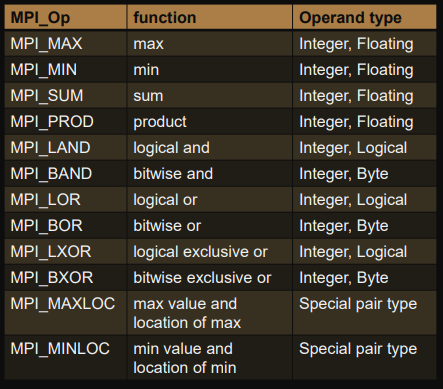 MPI_Op function Operand type
MPI_MAX max Integer, Floating
MPI_MIN min Integer, Floating
MPI_SUM sum Integer, Floating
MPI_PROD product Integer, Floating
MPI_LAND logical and Integer, Logical
MPI_BAND bitwise and Integer, Byte
MPI_LOR logical or Integer, Logical
MPI_BOR bitwise or Integer, Byte
MPI_LXOR logical exclusive or Integer, Logical
MPI_BXOR bitwise exclusive or Integer, Byte
MPI_MAXLOC max value and Special pair type
location of max
MPI_MINLOC min value and Special pair type
location of min